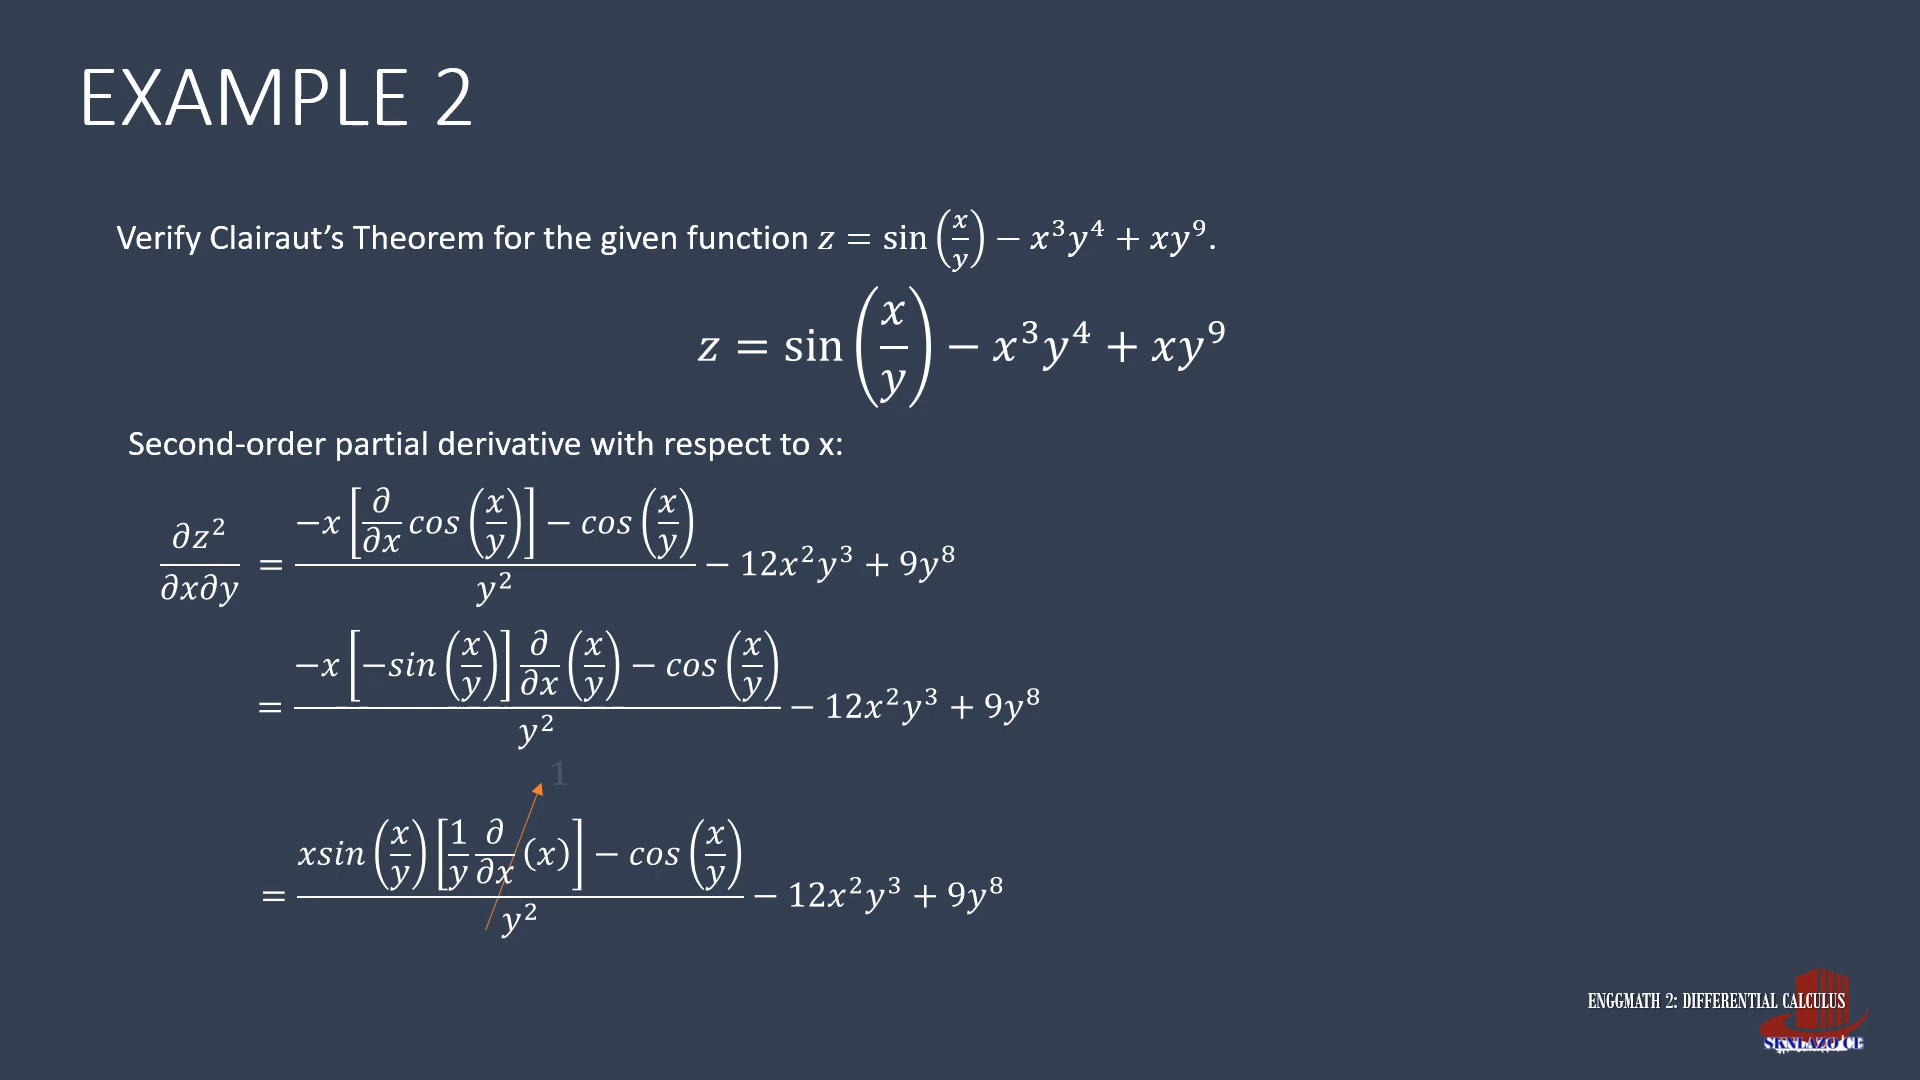 EXAMPLE 2
Verify Clairaut's Theorem for the given function z = sin(x/y) − x³y⁴ + xy⁹.
z = sin(x/y) − x³y⁴ + xy⁹
Second-order partial derivative with respect to x:
∂z²/∂x∂y = (−x[∂/∂x cos(x/y)] − cos(x/y))/y² − 12x²y³ + 9y⁸
= (−x[−sin(x/y)] ∂/∂x (x/y) − cos(x/y))/y² − 12x²y³ + 9y⁸
1
= (xsin(x/y)[1/y ∂/∂x (x)] − cos(x/y))/y² − 12x²y³ + 9y⁸
ENGGMATH 2: DIFFERENTIAL CALCULUS